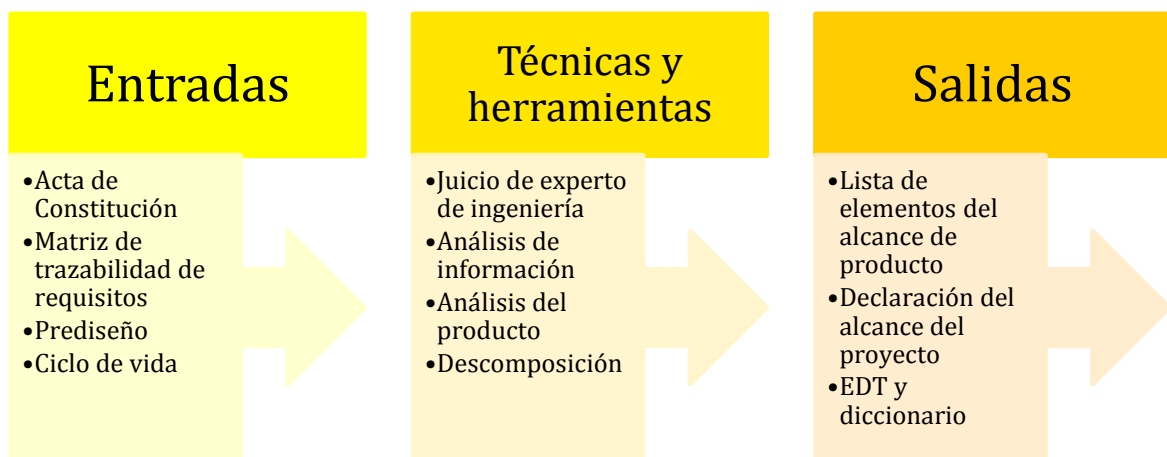 Entradas
•Acta de
Constitución
•Matriz de
trazabilidad de
requisitos
•Prediseño
•Ciclo de vida
Técnicas y
herramientas
•Juicio de experto
de ingeniería
•Análisis de
información
•Análisis del
producto
•Descomposición
Salidas
•Lista de
elementos del
alcance de
producto
•Declaración del
alcance del
proyecto
•EDT y
diccionario